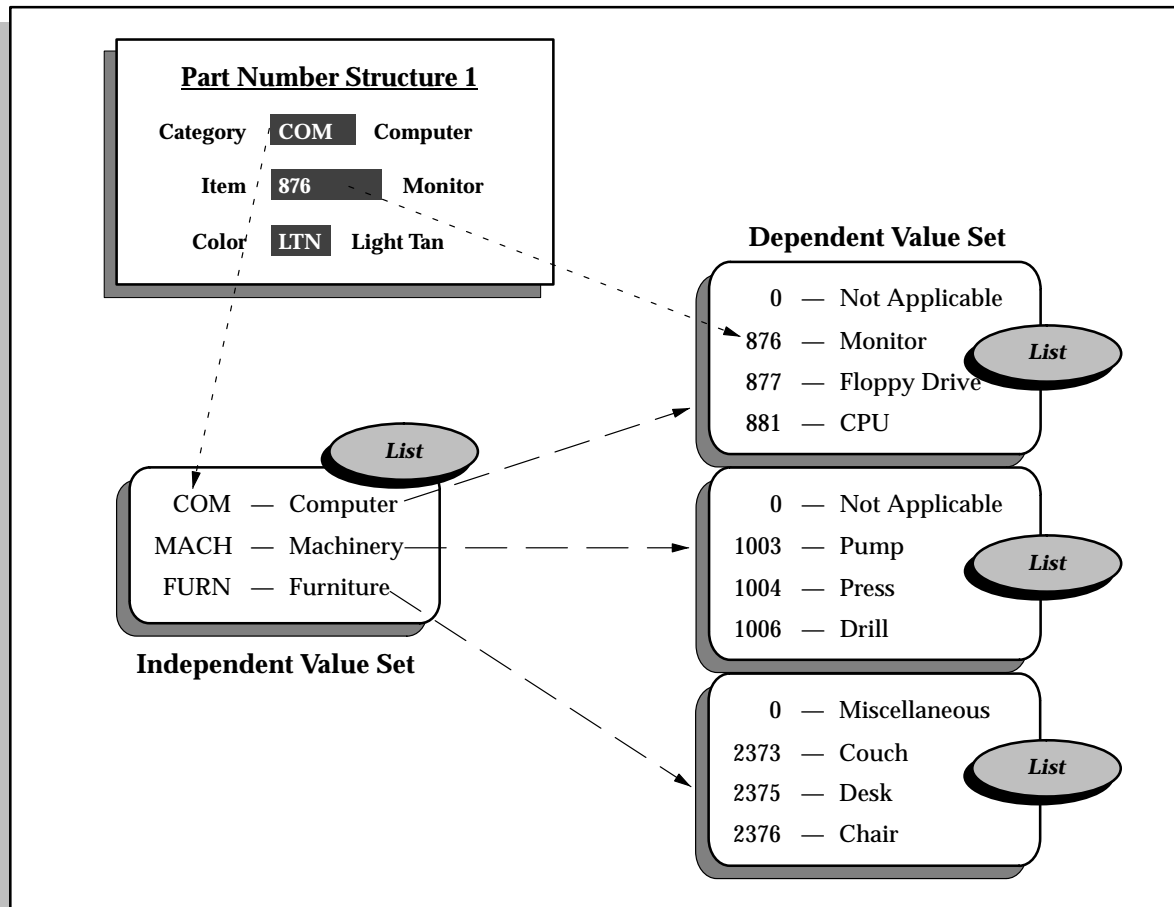 Part Number Structure 1
Category COM Computer
Item 876 Monitor
Color LTN Light Tan
Dependent Value Set
0 — Not Applicable
876 — Monitor
877 — Floppy Drive
881 — CPU
List
0 — Not Applicable
1003 — Pump
1004 — Press
1006 — Drill
List
0 — Miscellaneous
2373 — Couch
2375 — Desk
2376 — Chair
List
List
COM — Computer
MACH — Machinery
FURN — Furniture
Independent Value Set